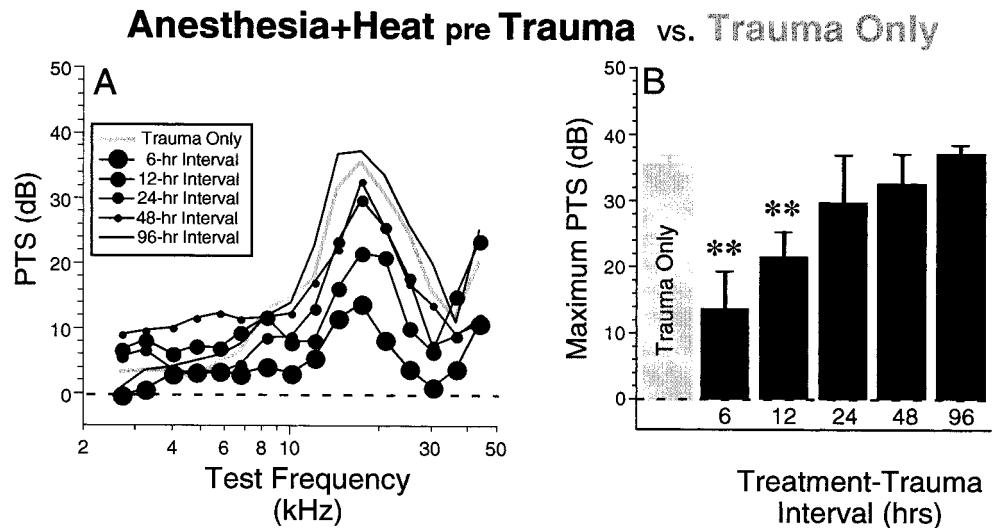 Anesthesia+Heat pre Trauma vs. Trauma Only
A
50
40
30
20
10
0
PTS (dB)
Trauma Only
6-hr Interval
12-hr Interval
24-hr Interval
48-hr Interval
96-hr Interval
2 4 6 8 10 30 50
Test Frequency
(kHz)
B
50
40
30
20
10
0
Maximum PTS (dB)
Trauma Only
**
**
6 12 24 48 96
Treatment-Trauma
Interval (hrs)